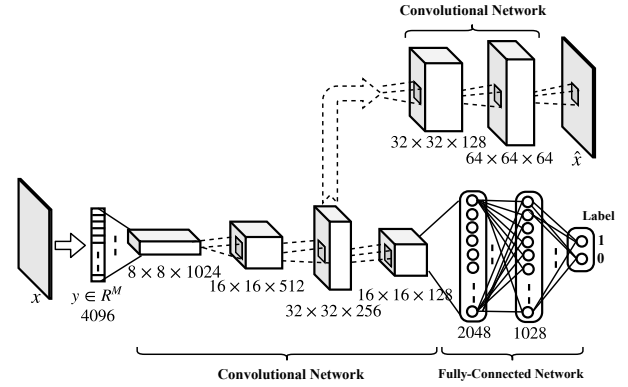 Convolutional Network
32 × 32 × 128
64 × 64 × 64
x̂
x
y ∈ R^M
4096
8 × 8 × 1024
16 × 16 × 512
32 × 32 × 256
16 × 16 × 128
2048
1028
Label
1
0
Convolutional Network
Fully-Connected Network